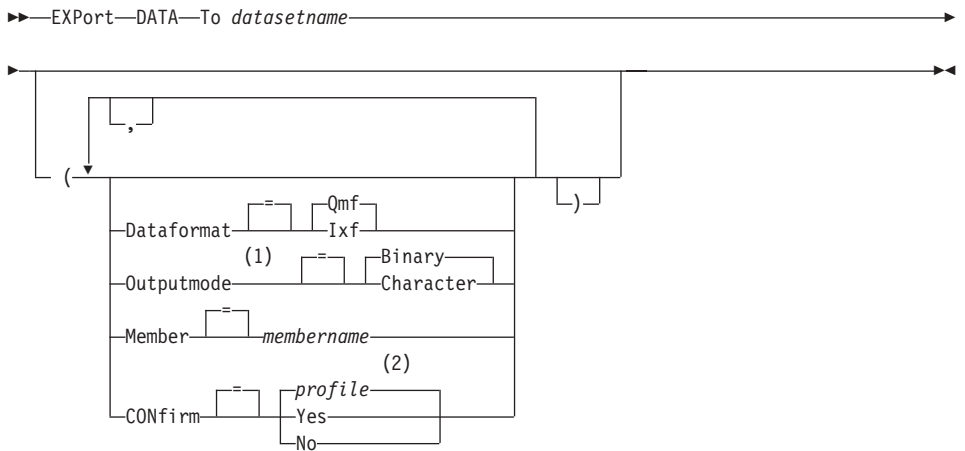 EXPort DATA To datasetname
,
(
)
= Qmf
Dataformat Ixf
(1) = Binary
Outputmode Character
=
Member membername
(2)
= profile
CONfirm Yes
No